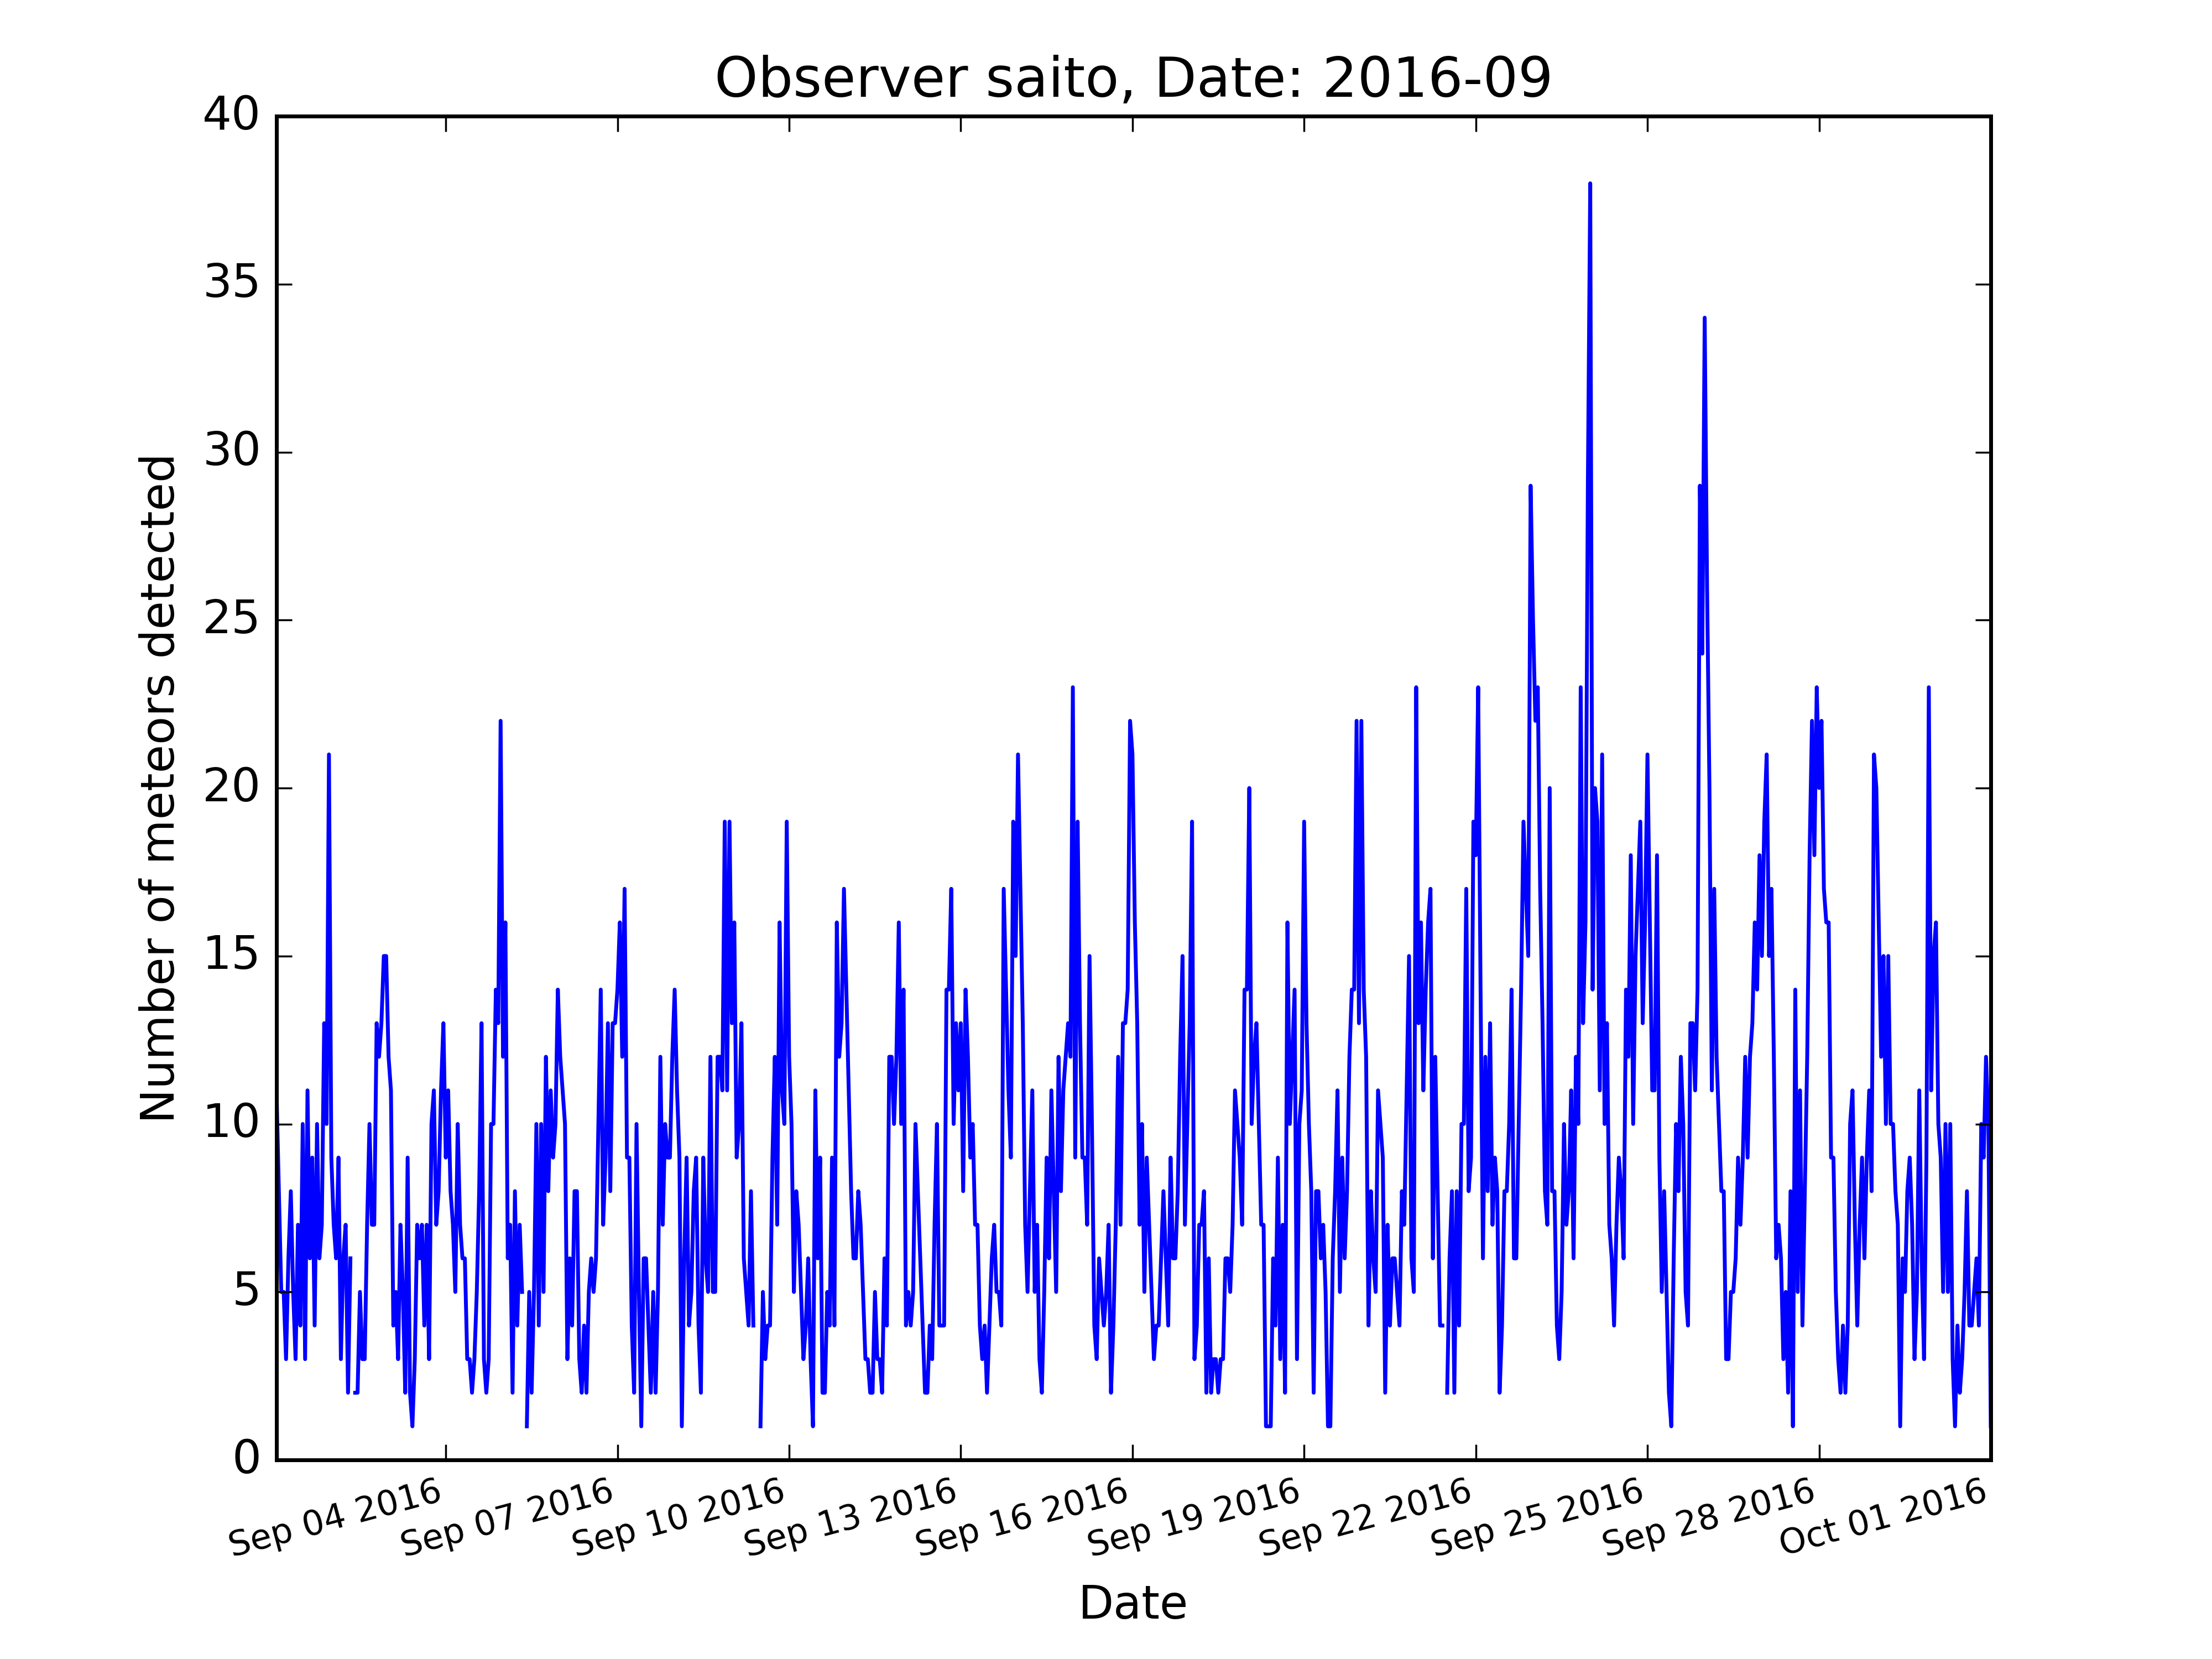 Observer saito, Date: 2016-09
40
35
30
25
20
15
10
5
0
Number of meteors detected
Sep 04 2016
Sep 07 2016
Sep 10 2016
Sep 13 2016
Sep 16 2016
Sep 19 2016
Sep 22 2016
Sep 25 2016
Sep 28 2016
Oct 01 2016
Date